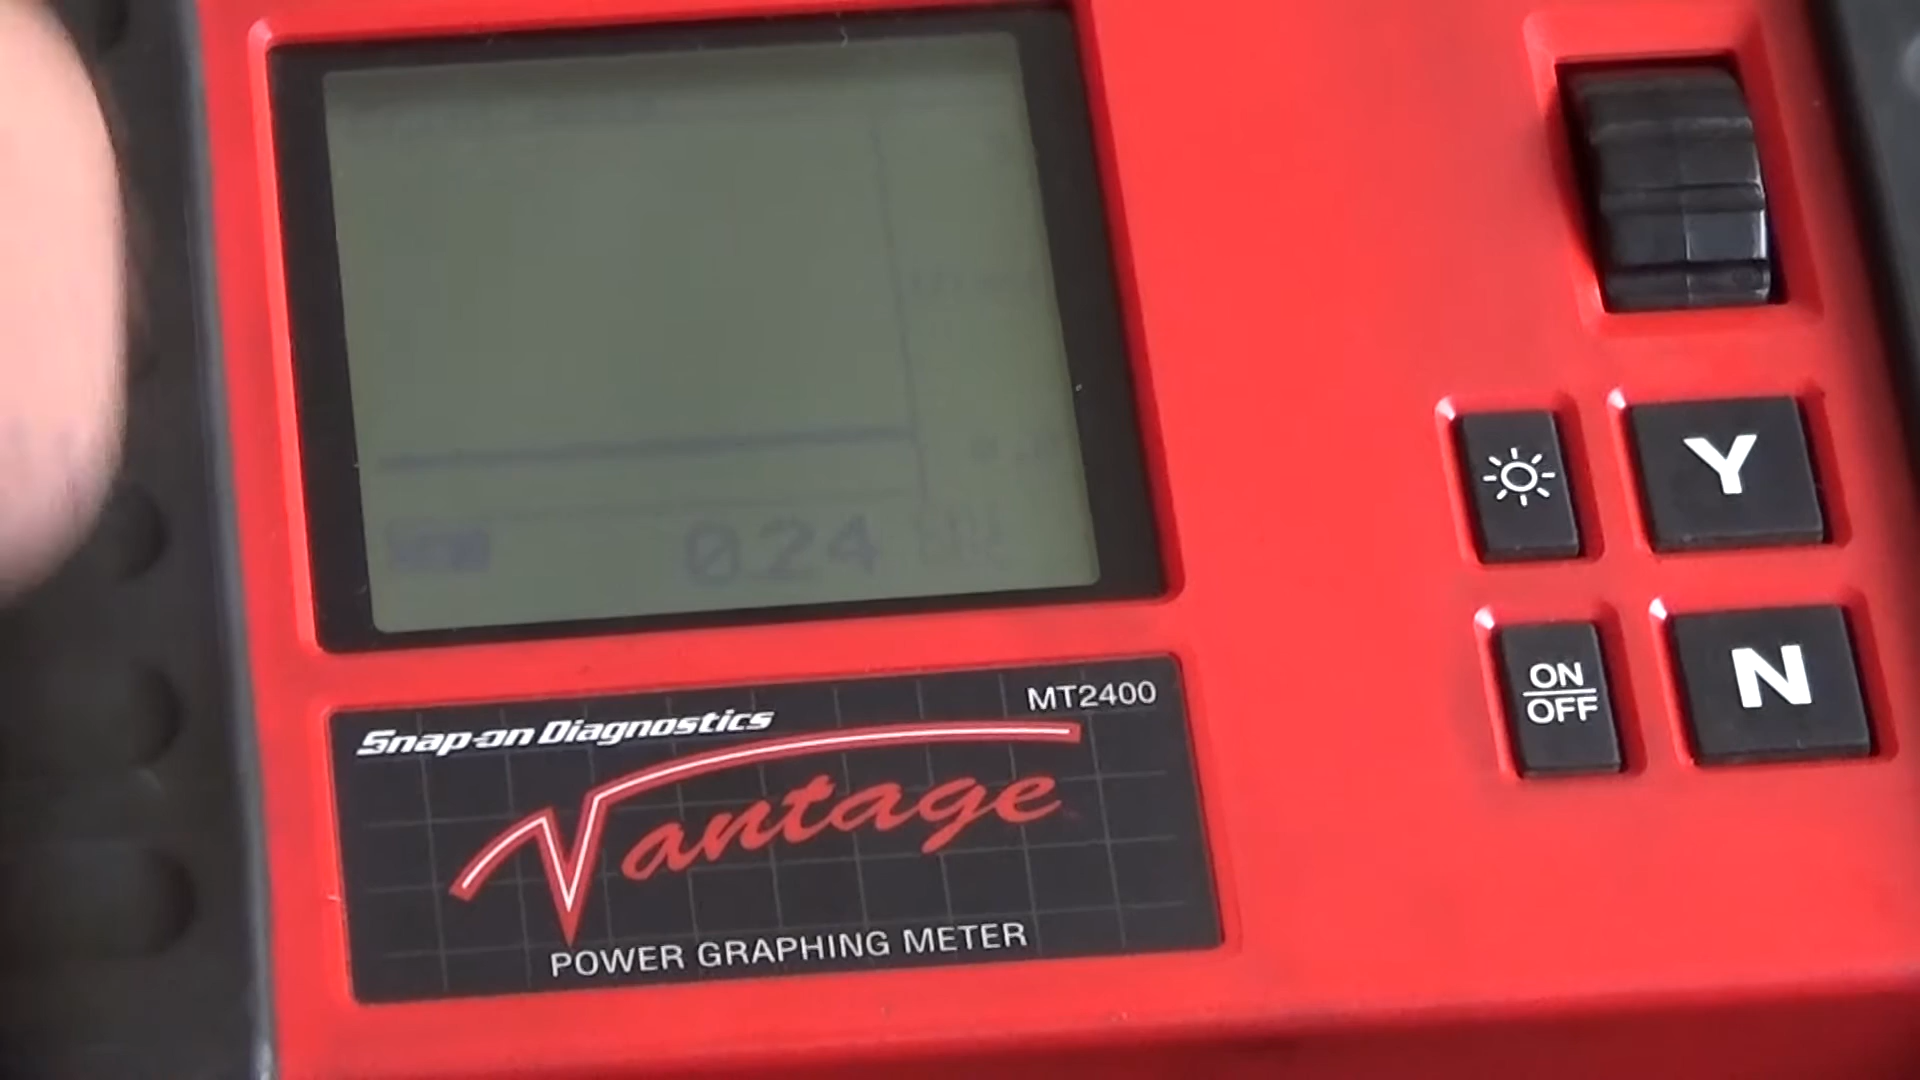 024
Snap-on Diagnostics
MT2400
Vantage
POWER GRAPHING METER
Y
ON
OFF
N